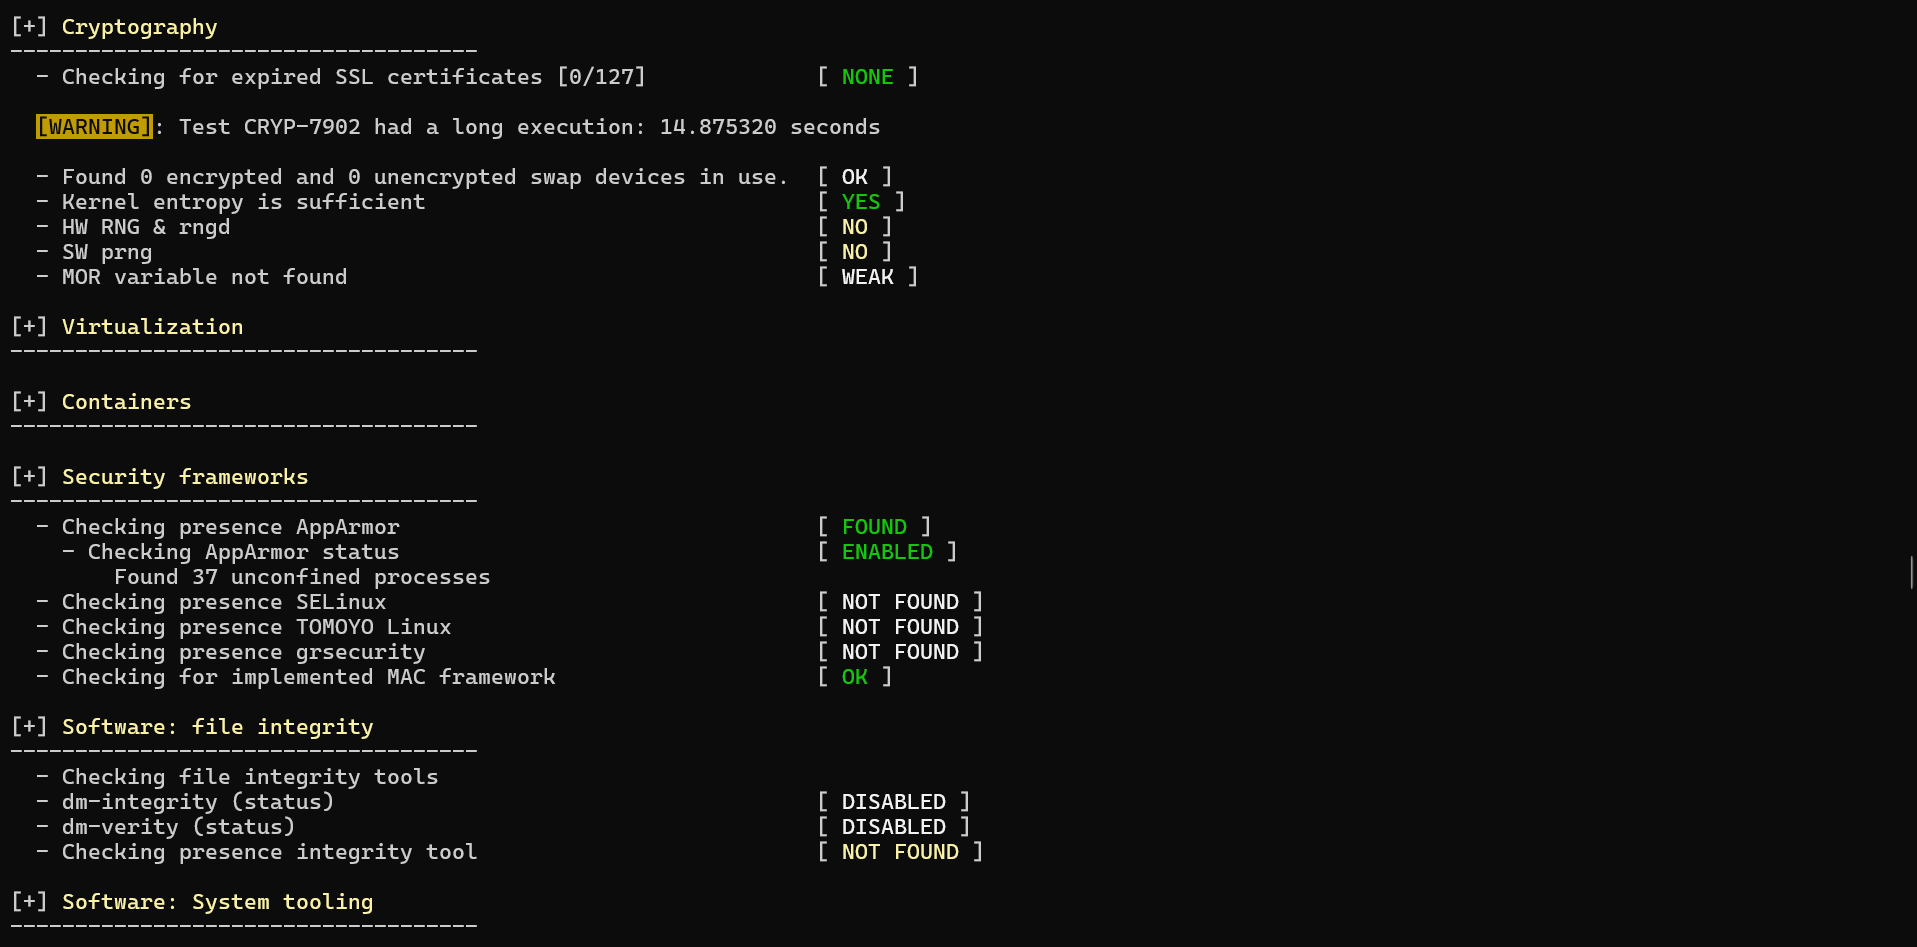 [+] Cryptography
------------------------------------
- Checking for expired SSL certificates [0/127] [ NONE ]
[WARNING]: Test CRYP-7902 had a long execution: 14.875320 seconds
- Found 0 encrypted and 0 unencrypted swap devices in use. [ OK ]
- Kernel entropy is sufficient [ YES ]
- HW RNG & rngd [ NO ]
- SW prng [ NO ]
- MOR variable not found [ WEAK ]
[+] Virtualization
------------------------------------
[+] Containers
------------------------------------
[+] Security frameworks
------------------------------------
- Checking presence AppArmor [ FOUND ]
- Checking AppArmor status [ ENABLED ]
Found 37 unconfined processes
- Checking presence SELinux [ NOT FOUND ]
- Checking presence TOMOYO Linux [ NOT FOUND ]
- Checking presence grsecurity [ NOT FOUND ]
- Checking for implemented MAC framework [ OK ]
[+] Software: file integrity
------------------------------------
- Checking file integrity tools
- dm-integrity (status) [ DISABLED ]
- dm-verity (status) [ DISABLED ]
- Checking presence integrity tool [ NOT FOUND ]
[+] Software: System tooling
------------------------------------